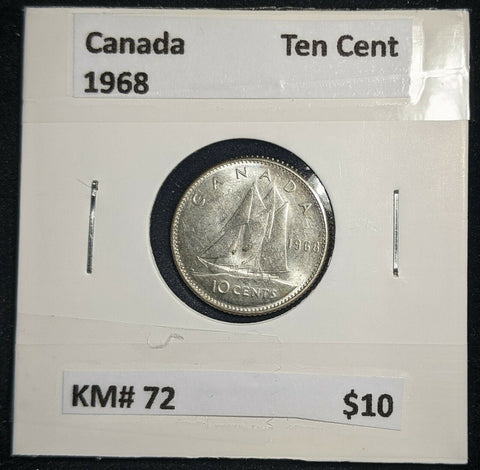 Canada Ten Cent
1968
CANADA
1968
10 CENTS
KM# 72 $10